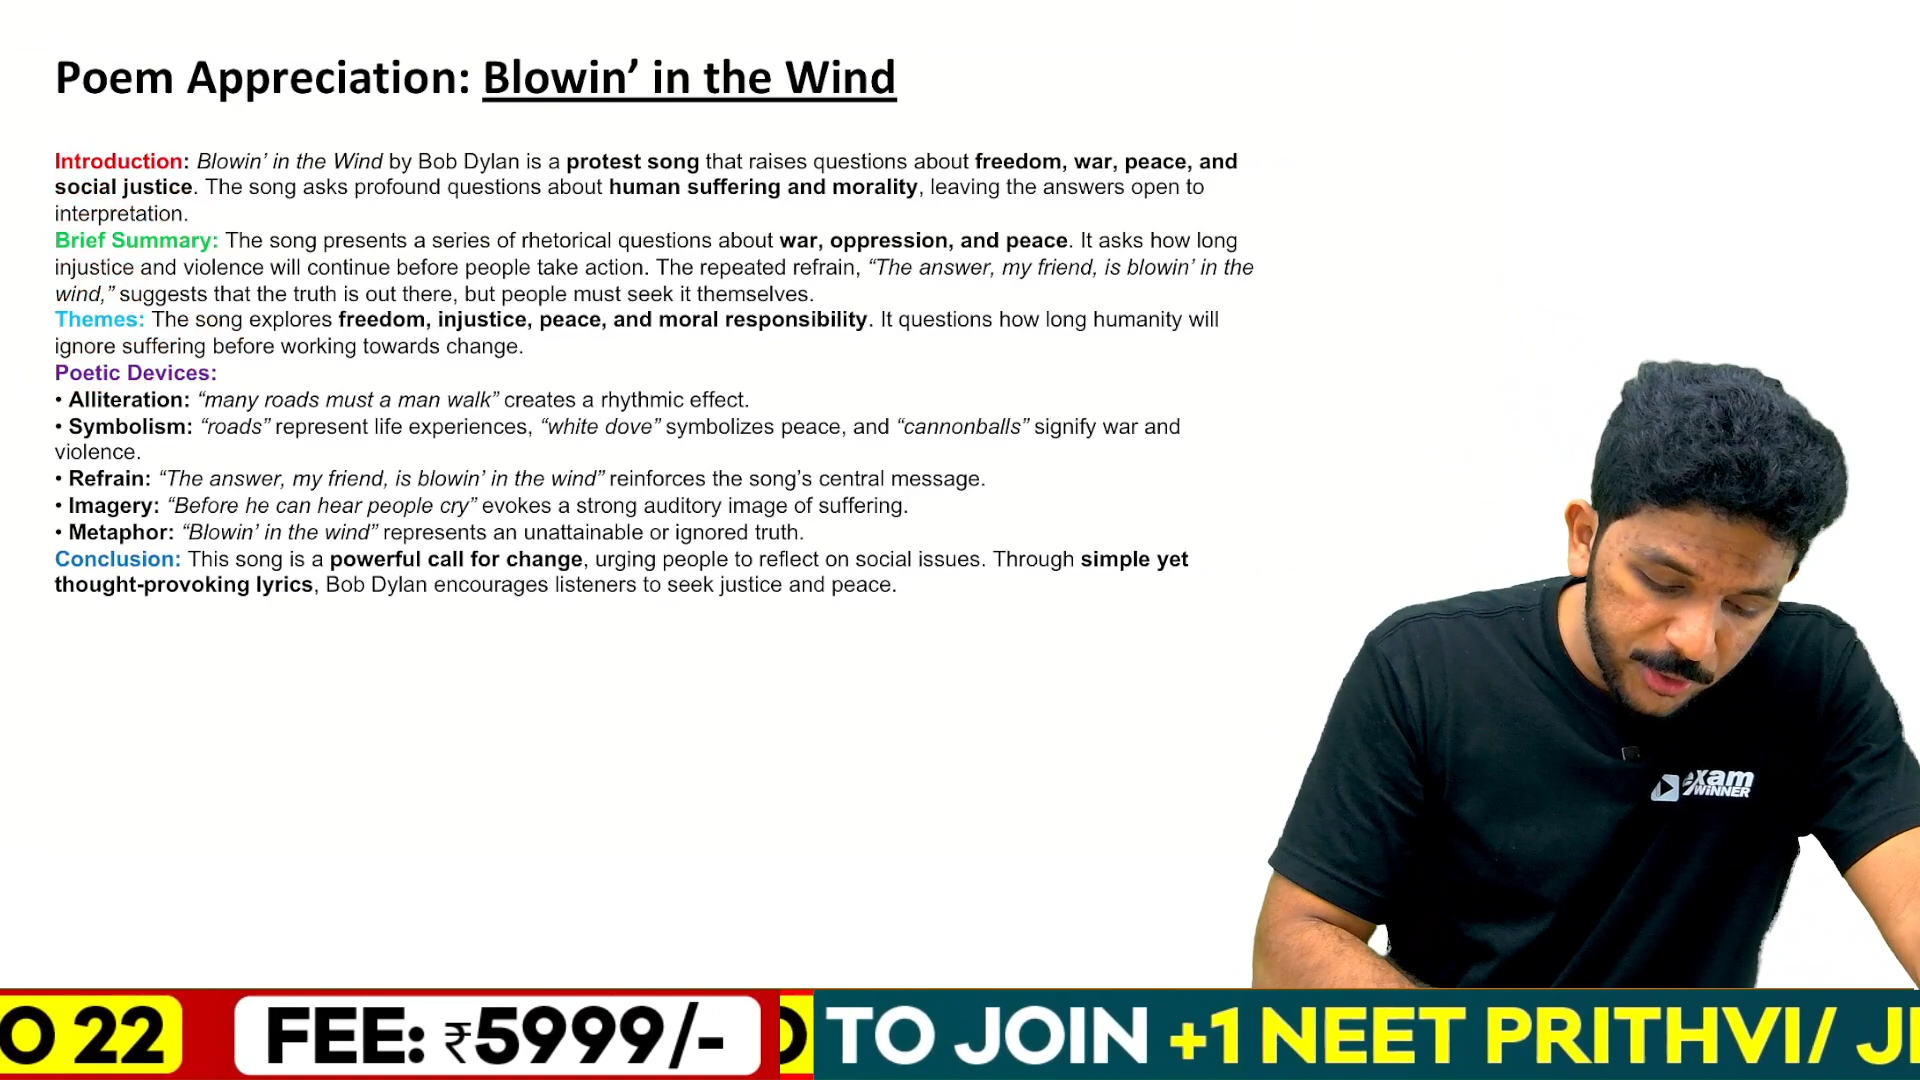 Poem Appreciation: Blowin’ in the Wind
Introduction: Blowin’ in the Wind by Bob Dylan is a protest song that raises questions about freedom, war, peace, and
social justice. The song asks profound questions about human suffering and morality, leaving the answers open to
interpretation.
Brief Summary: The song presents a series of rhetorical questions about war, oppression, and peace. It asks how long
injustice and violence will continue before people take action. The repeated refrain, “The answer, my friend, is blowin’ in the
wind,” suggests that the truth is out there, but people must seek it themselves.
Themes: The song explores freedom, injustice, peace, and moral responsibility. It questions how long humanity will
ignore suffering before working towards change.
Poetic Devices:
• Alliteration: “many roads must a man walk” creates a rhythmic effect.
• Symbolism: “roads” represent life experiences, “white dove” symbolizes peace, and “cannonballs” signify war and
violence.
• Refrain: “The answer, my friend, is blowin’ in the wind” reinforces the song’s central message.
• Imagery: “Before he can hear people cry” evokes a strong auditory image of suffering.
• Metaphor: “Blowin’ in the wind” represents an unattainable or ignored truth.
Conclusion: This song is a powerful call for change, urging people to reflect on social issues. Through simple yet
thought-provoking lyrics, Bob Dylan encourages listeners to seek justice and peace.
exam
WINNER
O 22 FEE: ₹5999/- TO JOIN +1 NEET PRITHVI/